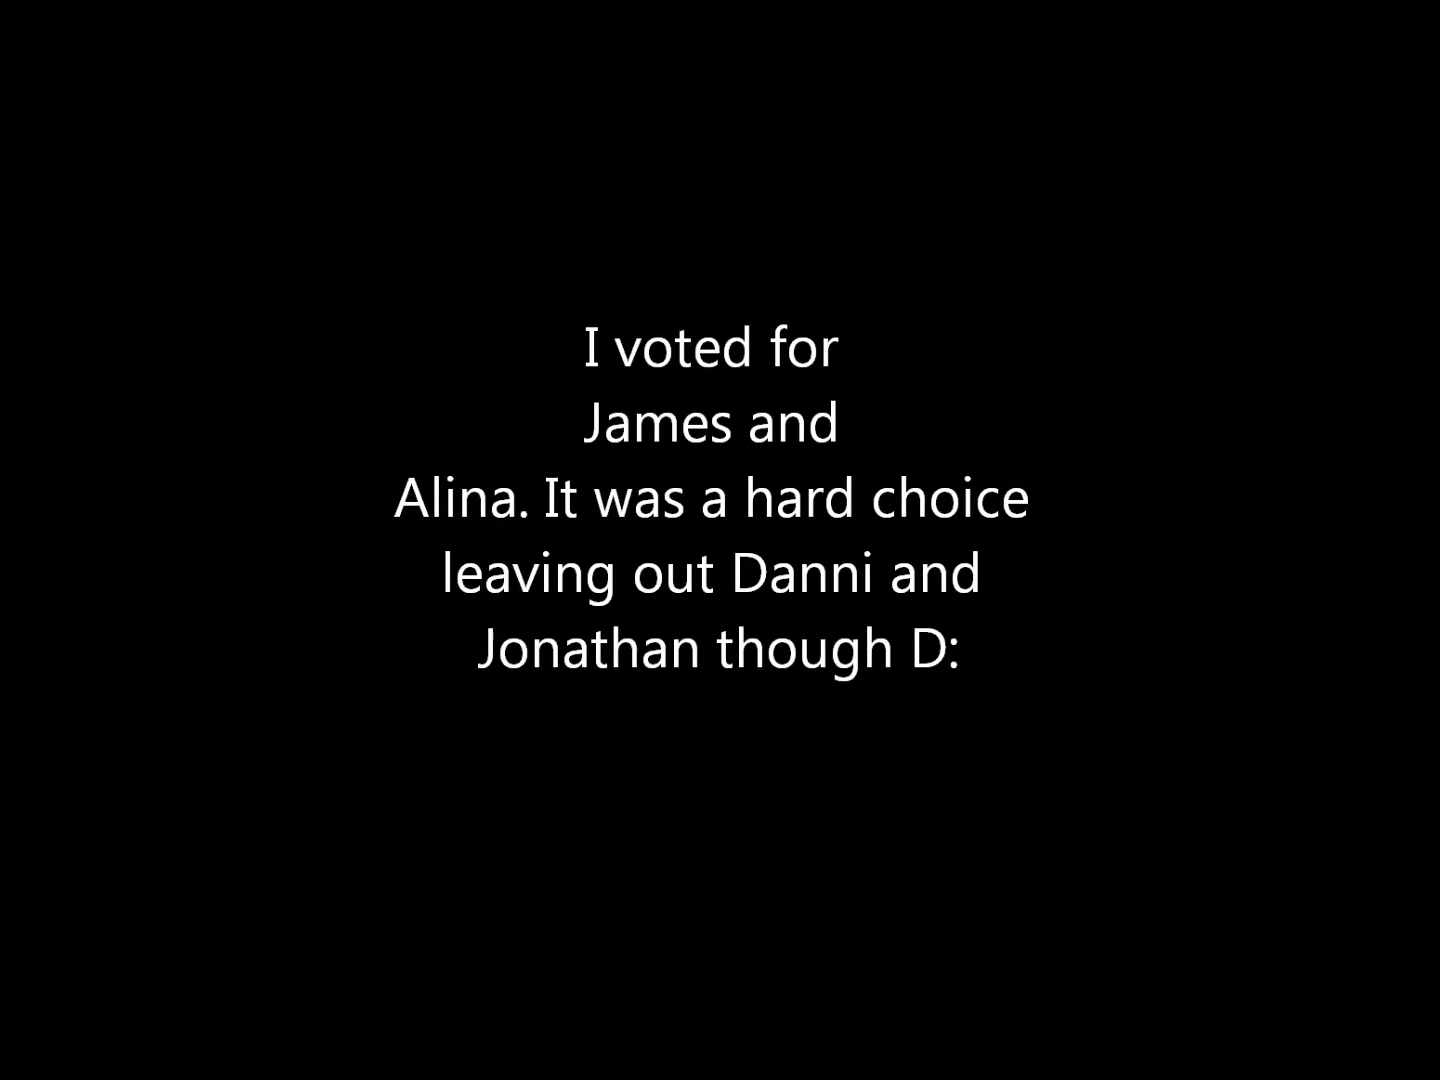 I voted for
James and
Alina. It was a hard choice
leaving out Danni and
Jonathan though D: